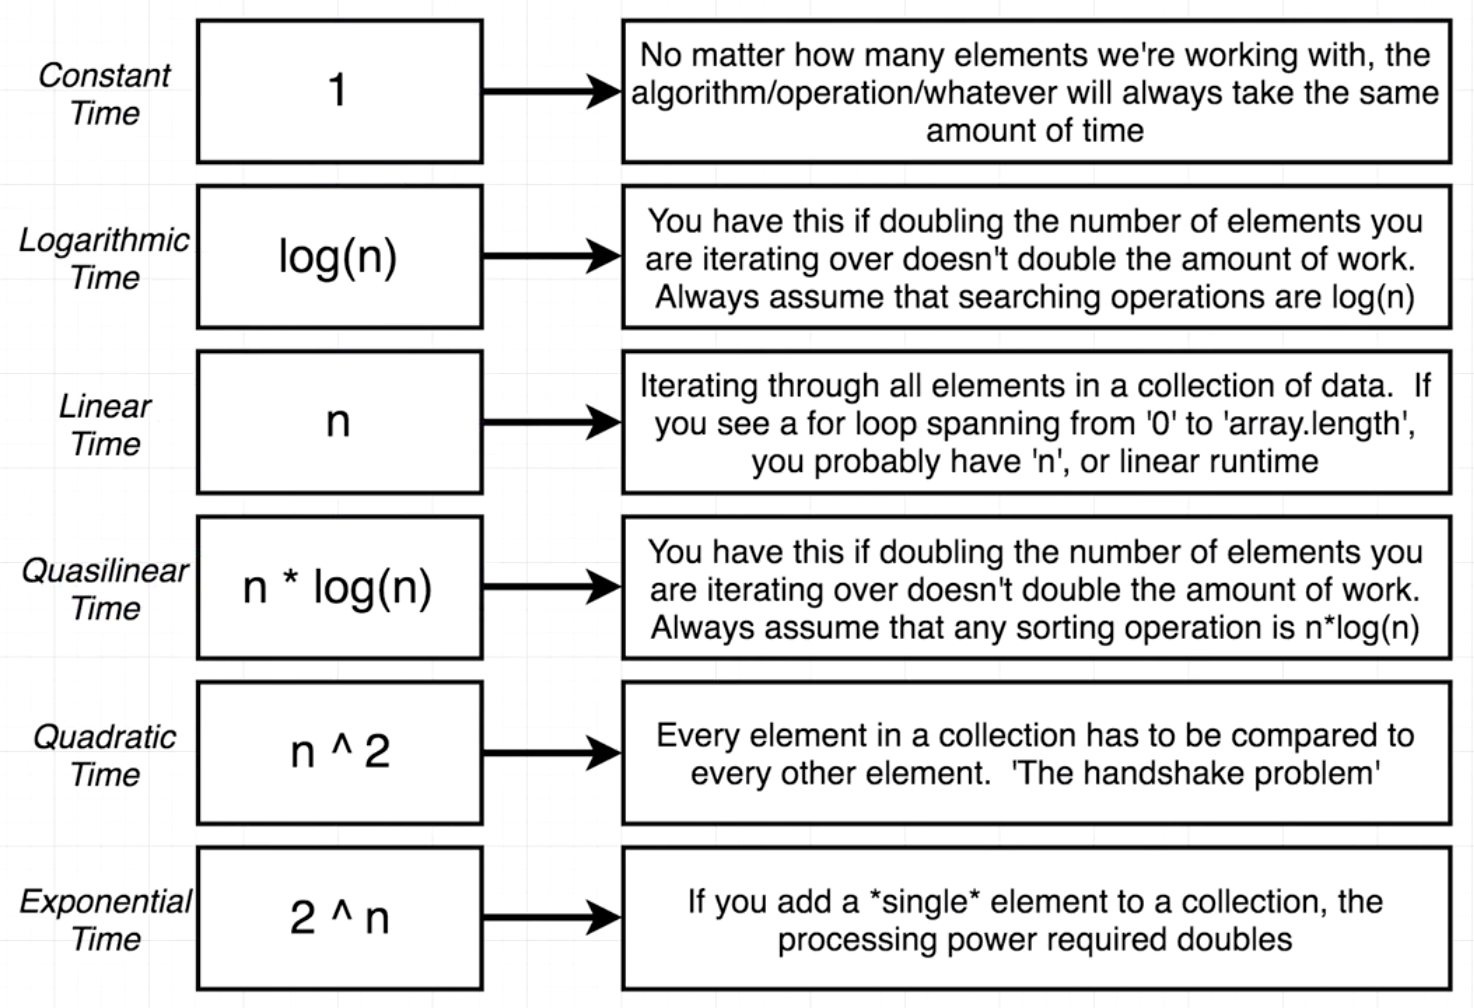 Constant
Time
1
No matter how many elements we're working with, the
algorithm/operation/whatever will always take the same
amount of time
Logarithmic
Time
log(n)
You have this if doubling the number of elements you
are iterating over doesn't double the amount of work.
Always assume that searching operations are log(n)
Linear
Time
n
Iterating through all elements in a collection of data.  If
you see a for loop spanning from '0' to 'array.length',
you probably have 'n', or linear runtime
Quasilinear
Time
n * log(n)
You have this if doubling the number of elements you
are iterating over doesn't double the amount of work.
Always assume that any sorting operation is n*log(n)
Quadratic
Time
n ^ 2
Every element in a collection has to be compared to
every other element.  'The handshake problem'
Exponential
Time
2 ^ n
If you add a *single* element to a collection, the
processing power required doubles